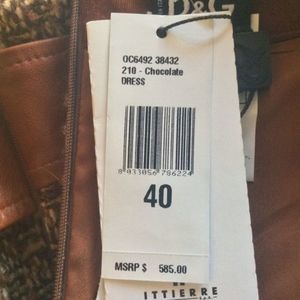 D&G
OC6492 38432
210 - Chocolate
DRESS
8 033056 786224
40
MSRP $ 585.00
ITTIERRE